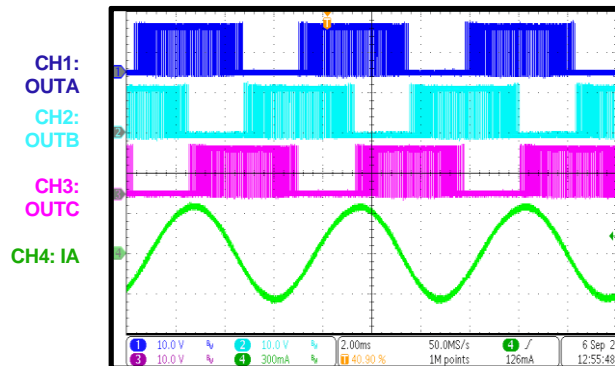 CH1:
OUTA
CH2:
OUTB
CH3:
OUTC
CH4: IA
T
1
2
3
4
1 10.0 V 2 10.0 V 2.00ms 50.0MS/s 4 6 Sep 2
3 10.0 V 4 300mA T 40.90 % 1M points 126mA 12:55:48